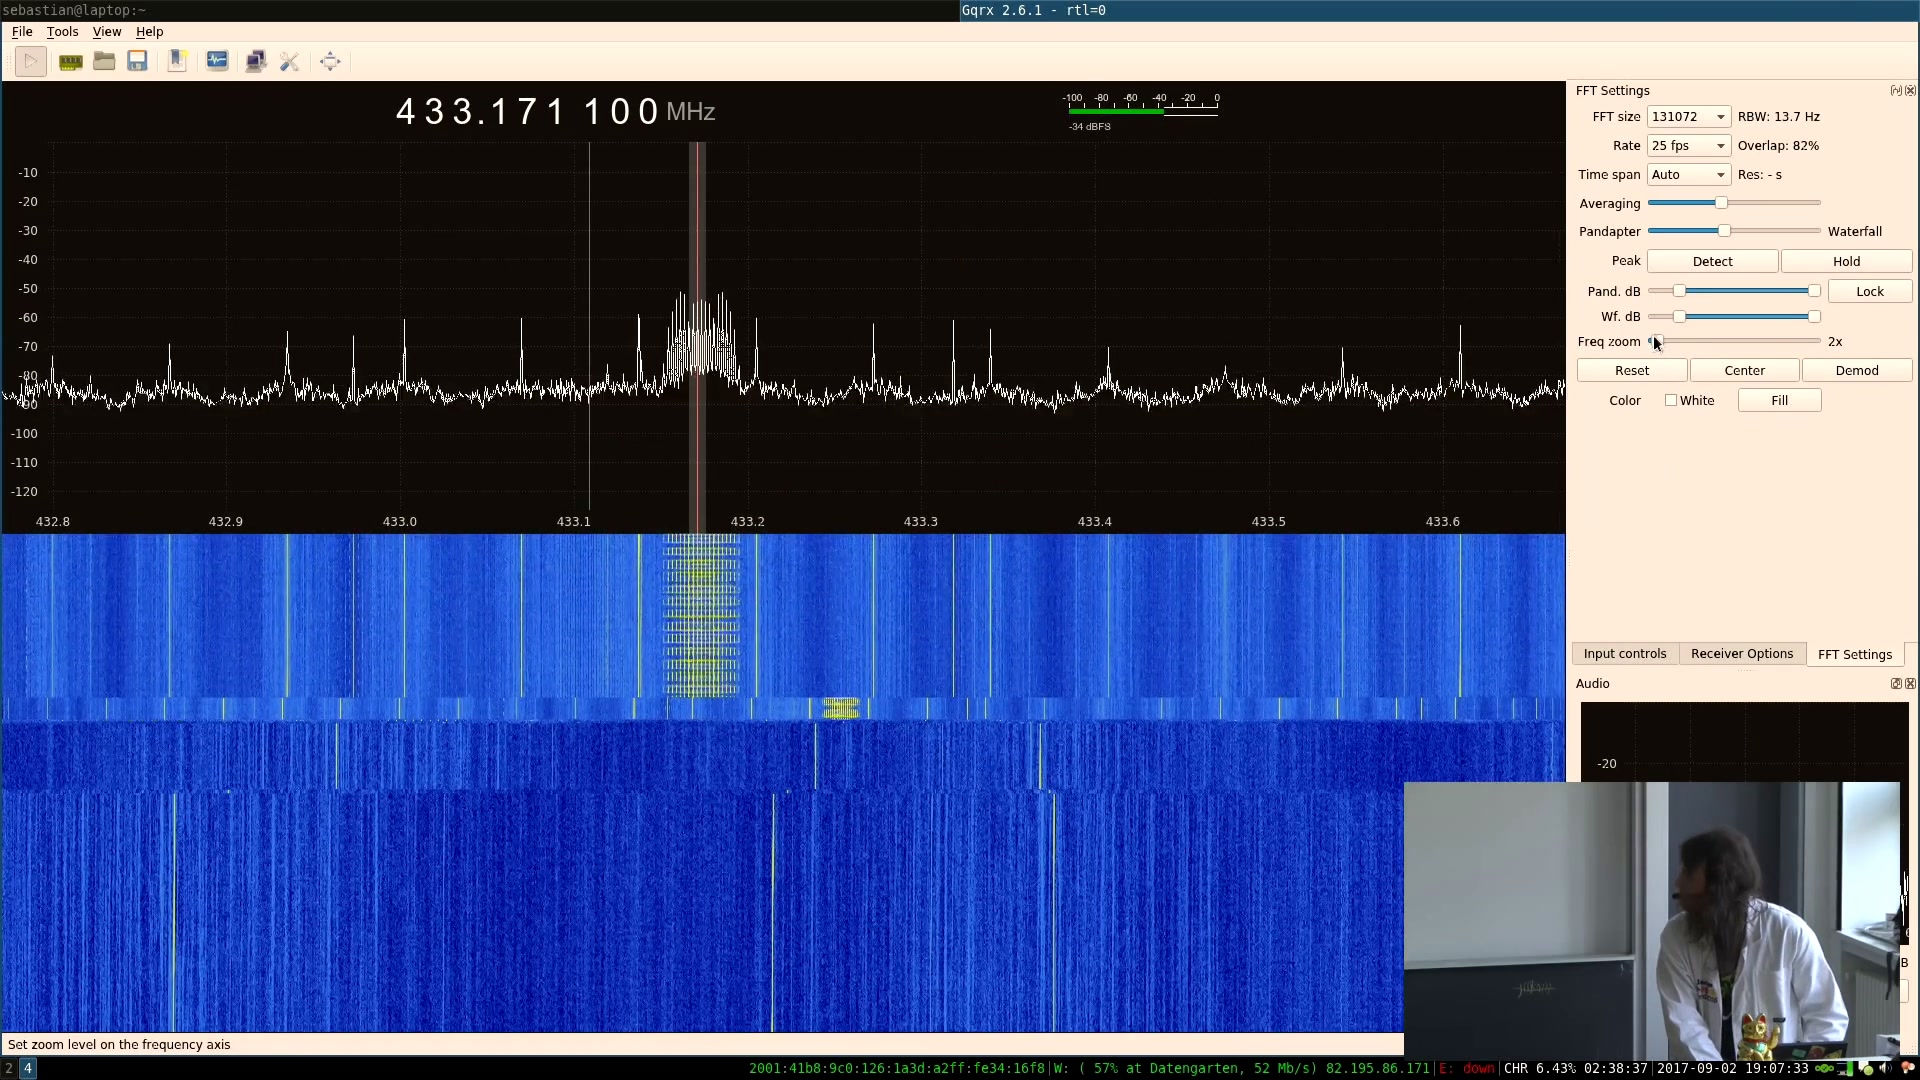 sebastian@laptop:~
Gqrx 2.6.1 - rtl=0
File Tools View Help
433.171 100 MHz
-100 -80 -60 -40 -20 0
-34 dBFS
-10
-20
-30
-40
-50
-60
-70
-80
-90
-100
-110
-120
432.8 432.9 433.0 433.1 433.2 433.3 433.4 433.5 433.6
FFT Settings
FFT size 131072 RBW: 13.7 Hz
Rate 25 fps Overlap: 82%
Time span Auto Res: - s
Averaging
Pandapter Waterfall
Peak Detect Hold
Pand. dB Lock
Wf. dB
Freq zoom 2x
Reset Center Demod
Color White Fill
Input controls Receiver Options FFT Settings
Audio
-20
B
Set zoom level on the frequency axis
2 4 2001:41b8:9c0:126:1a3d:a2ff:fe34:16f8|W: ( 57% at Datengarten, 52 Mb/s) 82.195.86.171|E: down|CHR 6.43% 02:38:37|2017-09-02 19:07:33